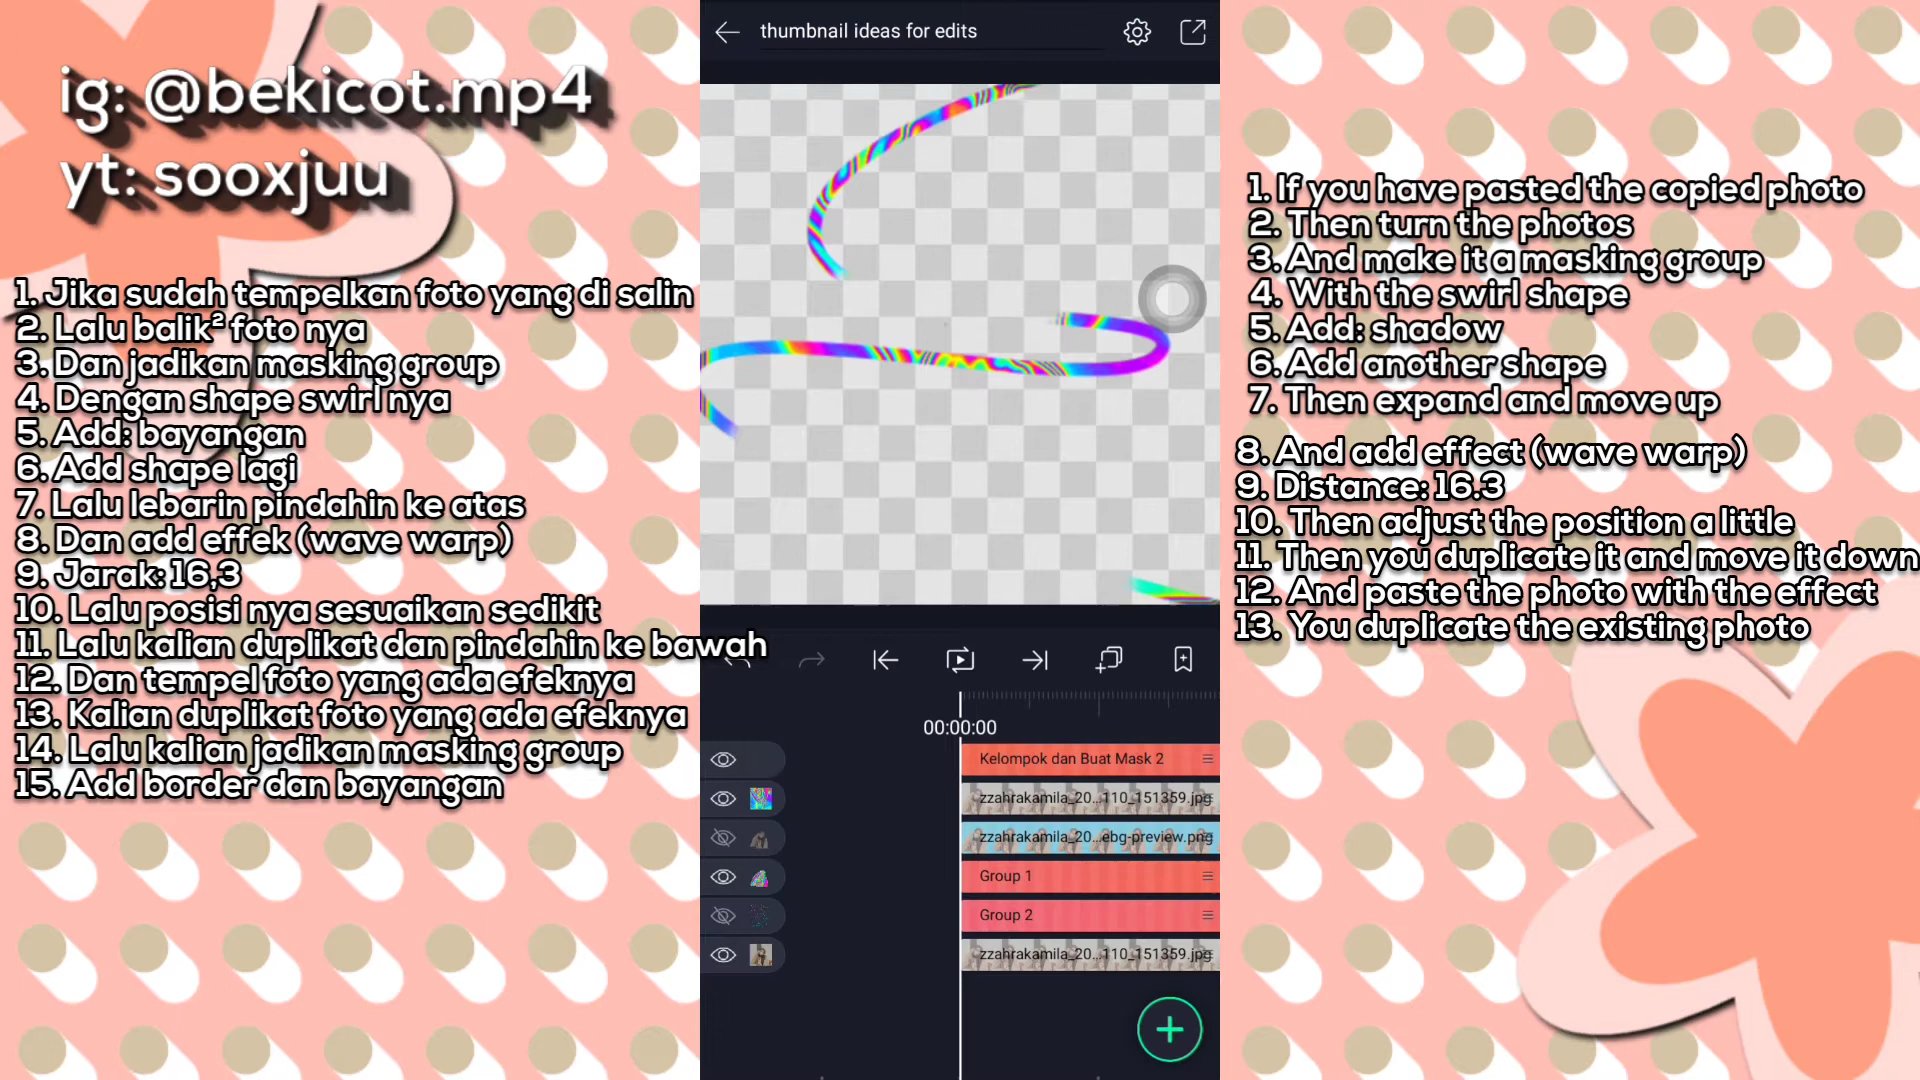 ig: @bekicot.mp4
yt: sooxjuu
1. Jika sudah tempelkan foto yang di salin
2. Lalu balik² foto nya
3. Dan jadikan masking group
4. Dengan shape swirl nya
5. Add: bayangan
6. Add shape lagi
7. Lalu lebarin pindahin ke atas
8. Dan add effek (wave warp)
9. Jarak: 16,3
10. Lalu posisi nya sesuaikan sedikit
11. Lalu kalian duplikat dan pindahin ke bawah
12. Dan tempel foto yang ada efeknya
13. Kalian duplikat foto yang ada efeknya
14. Lalu kalian jadikan masking group
15. Add border dan bayangan
thumbnail ideas for edits
00:00:00
Kelompok dan Buat Mask 2
zzahrakamila_20...110_151359.jpg
zzahrakamila_20...ebg-preview.png
Group 1
Group 2
zzahrakamila_20...110_151359.jpg
1. If you have pasted the copied photo
2. Then turn the photos
3. And make it a masking group
4. With the swirl shape
5. Add: shadow
6. Add another shape
7. Then expand and move up
8. And add effect (wave warp)
9. Distance: 16.3
10. Then adjust the position a little
11. Then you duplicate it and move it down
12. And paste the photo with the effect
13. You duplicate the existing photo